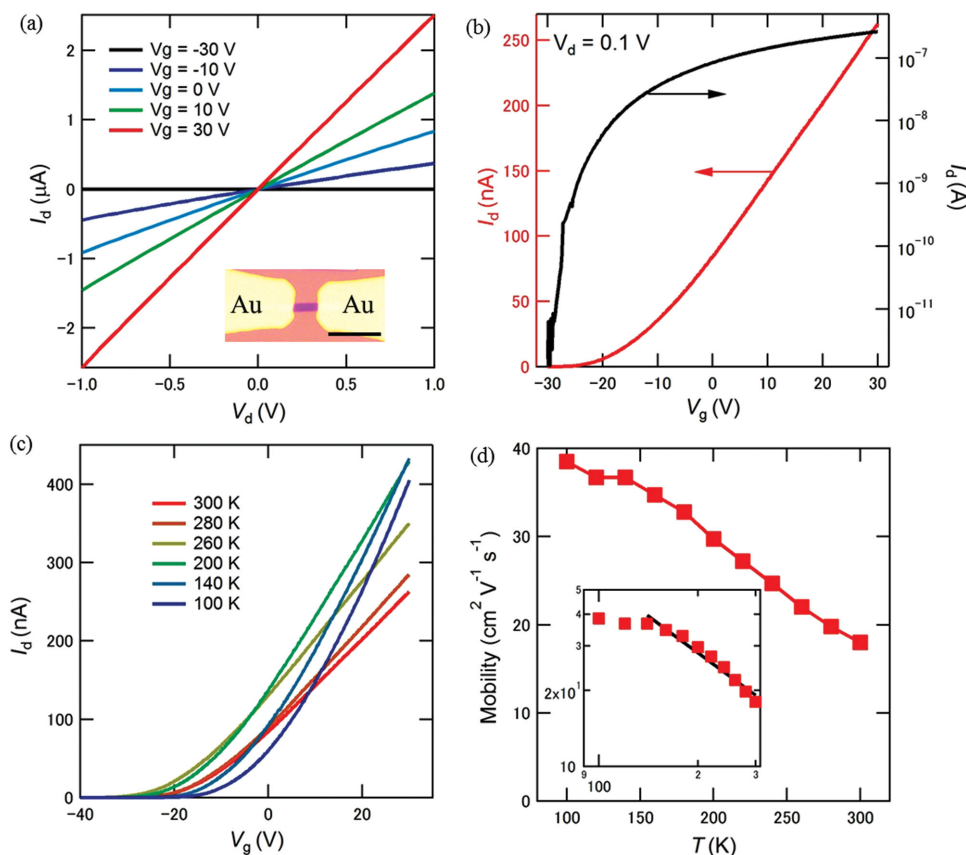 (a)
Vg = -30 V
Vg = -10 V
Vg = 0 V
Vg = 10 V
Vg = 30 V
2
1
0
-1
-2
Id (μA)
Au
Au
-1.0
-0.5
0.0
0.5
1.0
Vd (V)
(b)
Vd = 0.1 V
250
200
150
100
50
0
Id (nA)
10-7
10-8
10-9
10-10
10-11
Id (A)
-30
-20
-10
0
10
20
30
Vg (V)
(c)
300 K
280 K
260 K
200 K
140 K
100 K
400
300
200
100
0
Id (nA)
-40
-20
0
20
Vg (V)
(d)
40
30
20
10
0
Mobility (cm2 V-1 s-1)
5
4
3
2x101
10
9
100
2
3
100
150
200
250
300
T (K)